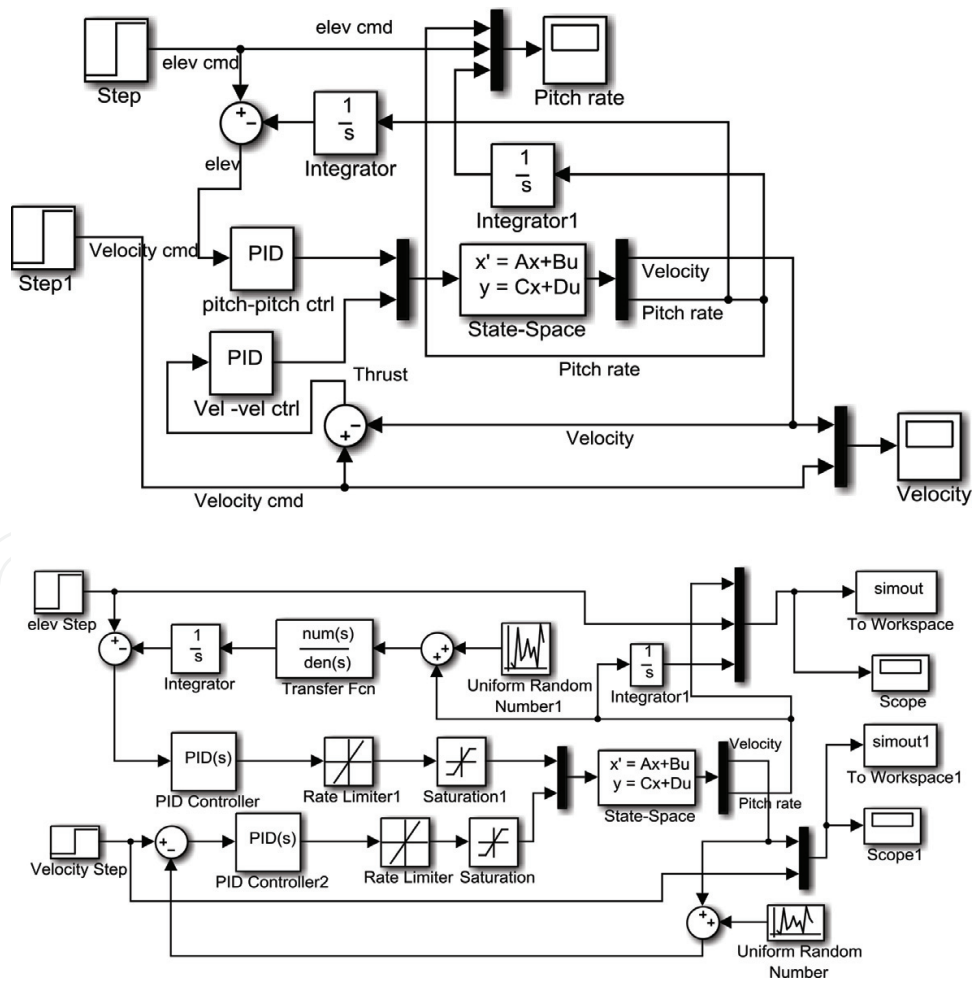 elev cmd
elev cmd
Step
Pitch rate
+
-
1
s
Integrator
elev
1
s
Integrator1
Velocity cmd
Step1
PID
pitch-pitch ctrl
x' = Ax+Bu
y = Cx+Du
State-Space
Velocity
Pitch rate
PID
Vel -vel ctrl
Thrust
Pitch rate
-
+
Velocity
Velocity cmd
Velocity
elev Step
+
-
1
s
Integrator
num(s)
den(s)
Transfer Fcn
+
+
Uniform Random
Number1
1
s
Integrator1
simout
To Workspace
Scope
PID(s)
PID Controller
Rate Limiter1
Saturation1
x' = Ax+Bu
y = Cx+Du
State-Space
Velocity
Pitch rate
simout1
To Workspace1
Velocity Step
+
-
PID(s)
PID Controller2
Rate Limiter
Saturation
Scope1
+
+
Uniform Random
Number